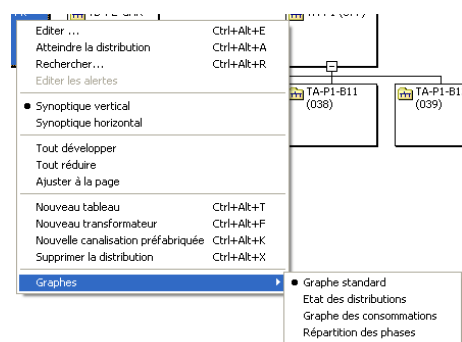 Editer ... Ctrl+Alt+E
Atteindre la distribution Ctrl+Alt+A
Rechercher... Ctrl+Alt+R
Editer les alertes
Synoptique vertical
Synoptique horizontal
Tout développer
Tout réduire
Ajuster à la page
Nouveau tableau Ctrl+Alt+T
Nouveau transformateur Ctrl+Alt+F
Nouvelle canalisation préfabriquée Ctrl+Alt+K
Supprimer la distribution Ctrl+Alt+X
Graphes
Graphe standard
Etat des distributions
Graphe des consommations
Répartition des phases
TA-P1-B11
(038)
TA-P1-B1
(039)